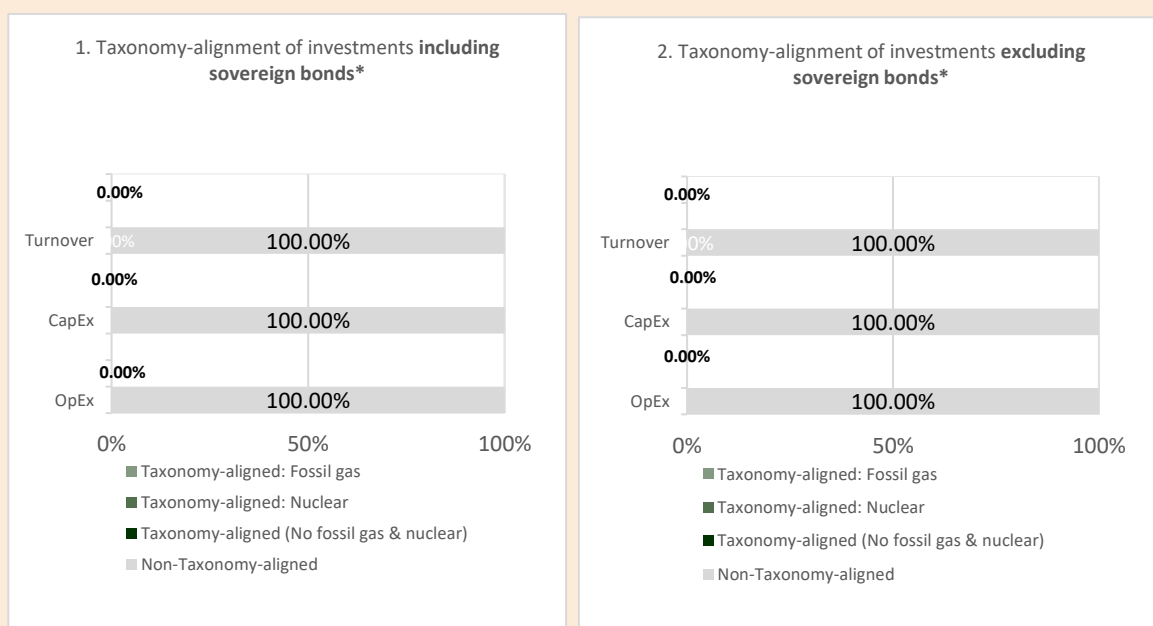 1. Taxonomy-alignment of investments including
sovereign bonds*
0.00%
Turnover
100.00%
0.00%
CapEx
100.00%
0.00%
OpEx
100.00%
0% 50% 100%
Taxonomy-aligned: Fossil gas
Taxonomy-aligned: Nuclear
Taxonomy-aligned (No fossil gas & nuclear)
Non-Taxonomy-aligned
2. Taxonomy-alignment of investments excluding
sovereign bonds*
0.00%
Turnover
100.00%
0.00%
CapEx
100.00%
0.00%
OpEx
100.00%
0% 50% 100%
Taxonomy-aligned: Fossil gas
Taxonomy-aligned: Nuclear
Taxonomy-aligned (No fossil gas & nuclear)
Non-Taxonomy-aligned